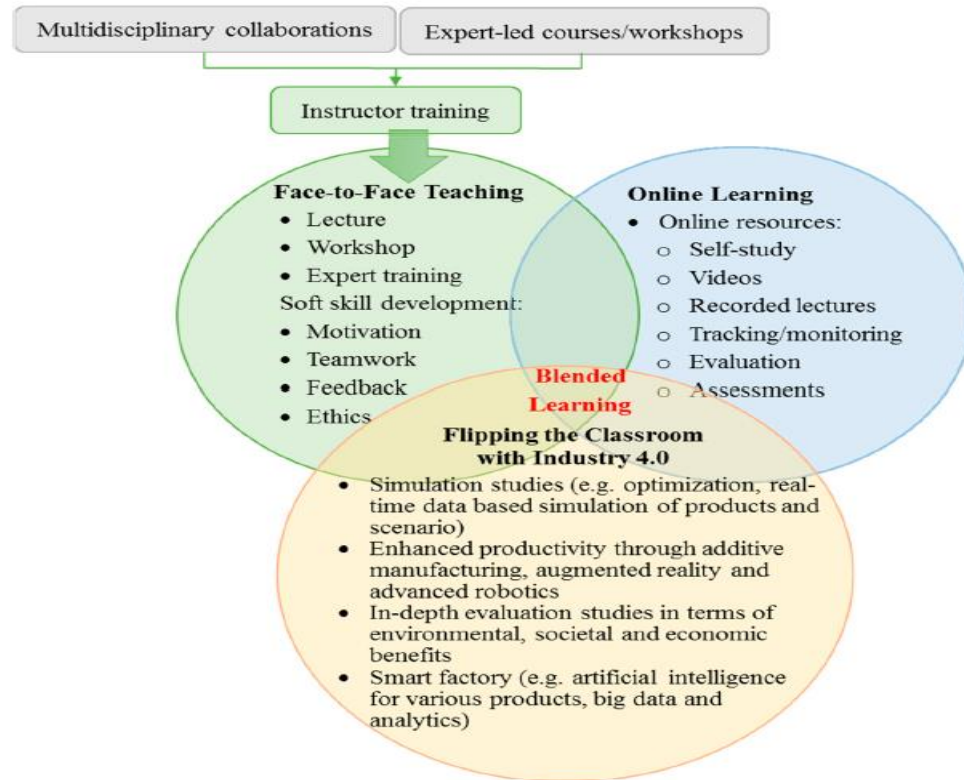 Multidisciplinary collaborations
Expert-led courses/workshops
Instructor training
Face-to-Face Teaching
• Lecture
• Workshop
• Expert training
Soft skill development:
• Motivation
• Teamwork
• Feedback
• Ethics
Online Learning
• Online resources:
o Self-study
o Videos
o Recorded lectures
o Tracking/monitoring
o Evaluation
o Assessments
Blended
Learning
Flipping the Classroom
with Industry 4.0
• Simulation studies (e.g. optimization, real-
time data based simulation of products and
scenario)
• Enhanced productivity through additive
manufacturing, augmented reality and
advanced robotics
• In-depth evaluation studies in terms of
environmental, societal and economic
benefits
• Smart factory (e.g. artificial intelligence
for various products, big data and
analytics)